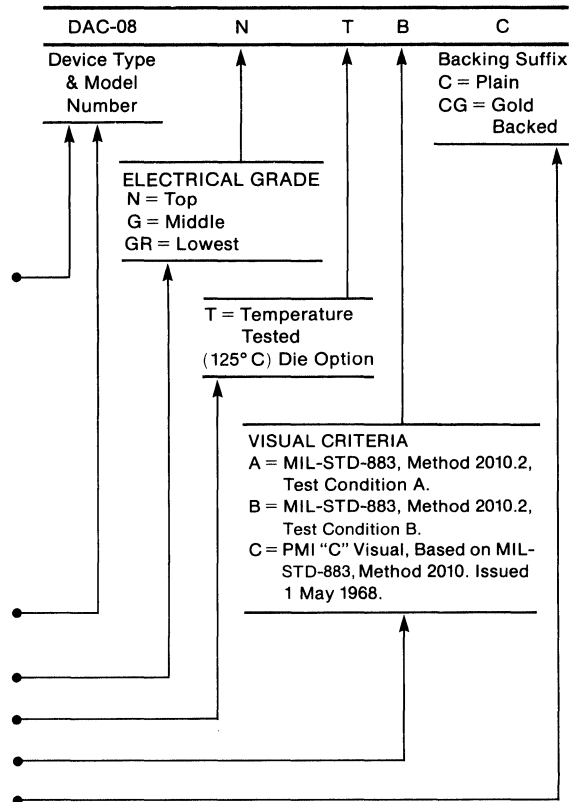 DAC-08 N T B C
Device Type
& Model
Number
Backing Suffix
C = Plain
CG = Gold
Backed
ELECTRICAL GRADE
N = Top
G = Middle
GR = Lowest
T = Temperature
Tested
(125° C) Die Option
VISUAL CRITERIA
A = MIL-STD-883, Method 2010.2,
Test Condition A.
B = MIL-STD-883, Method 2010.2,
Test Condition B.
C = PMI “C” Visual, Based on MIL-
STD-883, Method 2010. Issued
1 May 1968.